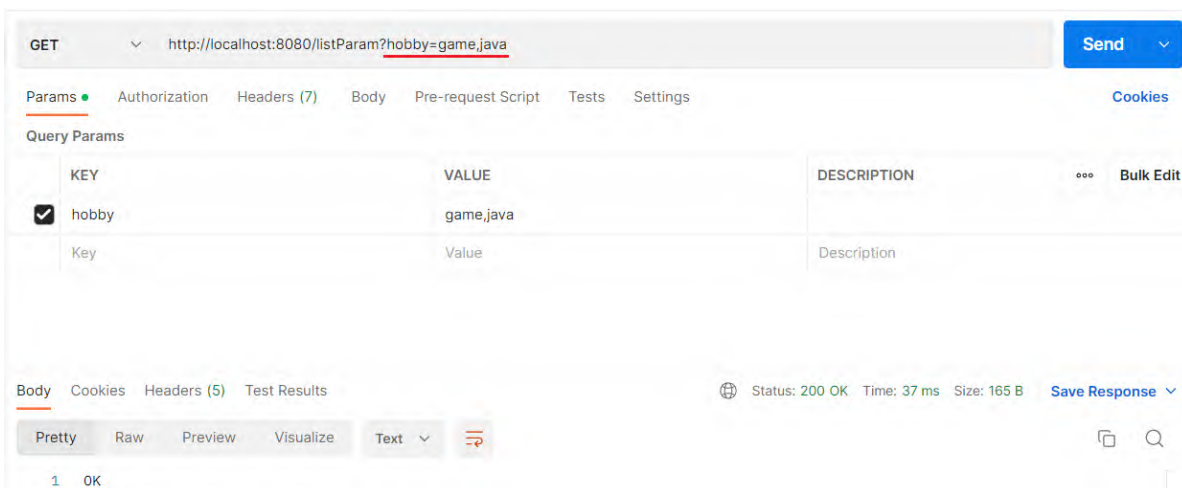 GET http://localhost:8080/listParam?hobby=game,java Send
Params Authorization Headers (7) Body Pre-request Script Tests Settings Cookies
Query Params
KEY VALUE DESCRIPTION ooo Bulk Edit
hobby game,java
Key Value Description
Body Cookies Headers (5) Test Results Status: 200 OK Time: 37 ms Size: 165 B Save Response
Pretty Raw Preview Visualize Text
1 OK